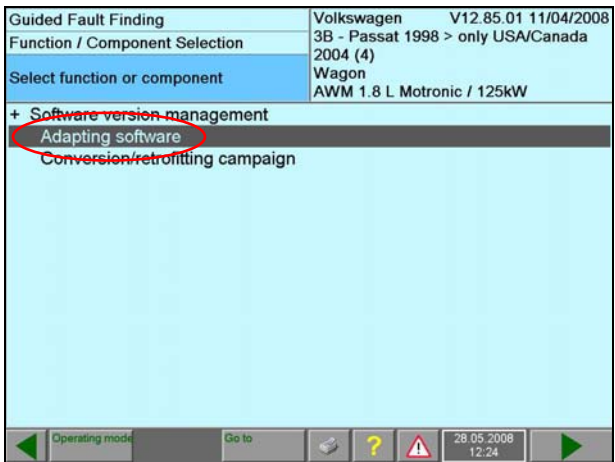 Guided Fault Finding
Function / Component Selection
Select function or component
Volkswagen V12.85.01 11/04/2008
3B - Passat 1998 > only USA/Canada
2004 (4)
Wagon
AWM 1.8 L Motronic / 125kW
+ Software version management
Adapting software
Conversion/retrofitting campaign
Operating mode
Go to
?
28.05.2008
12:24